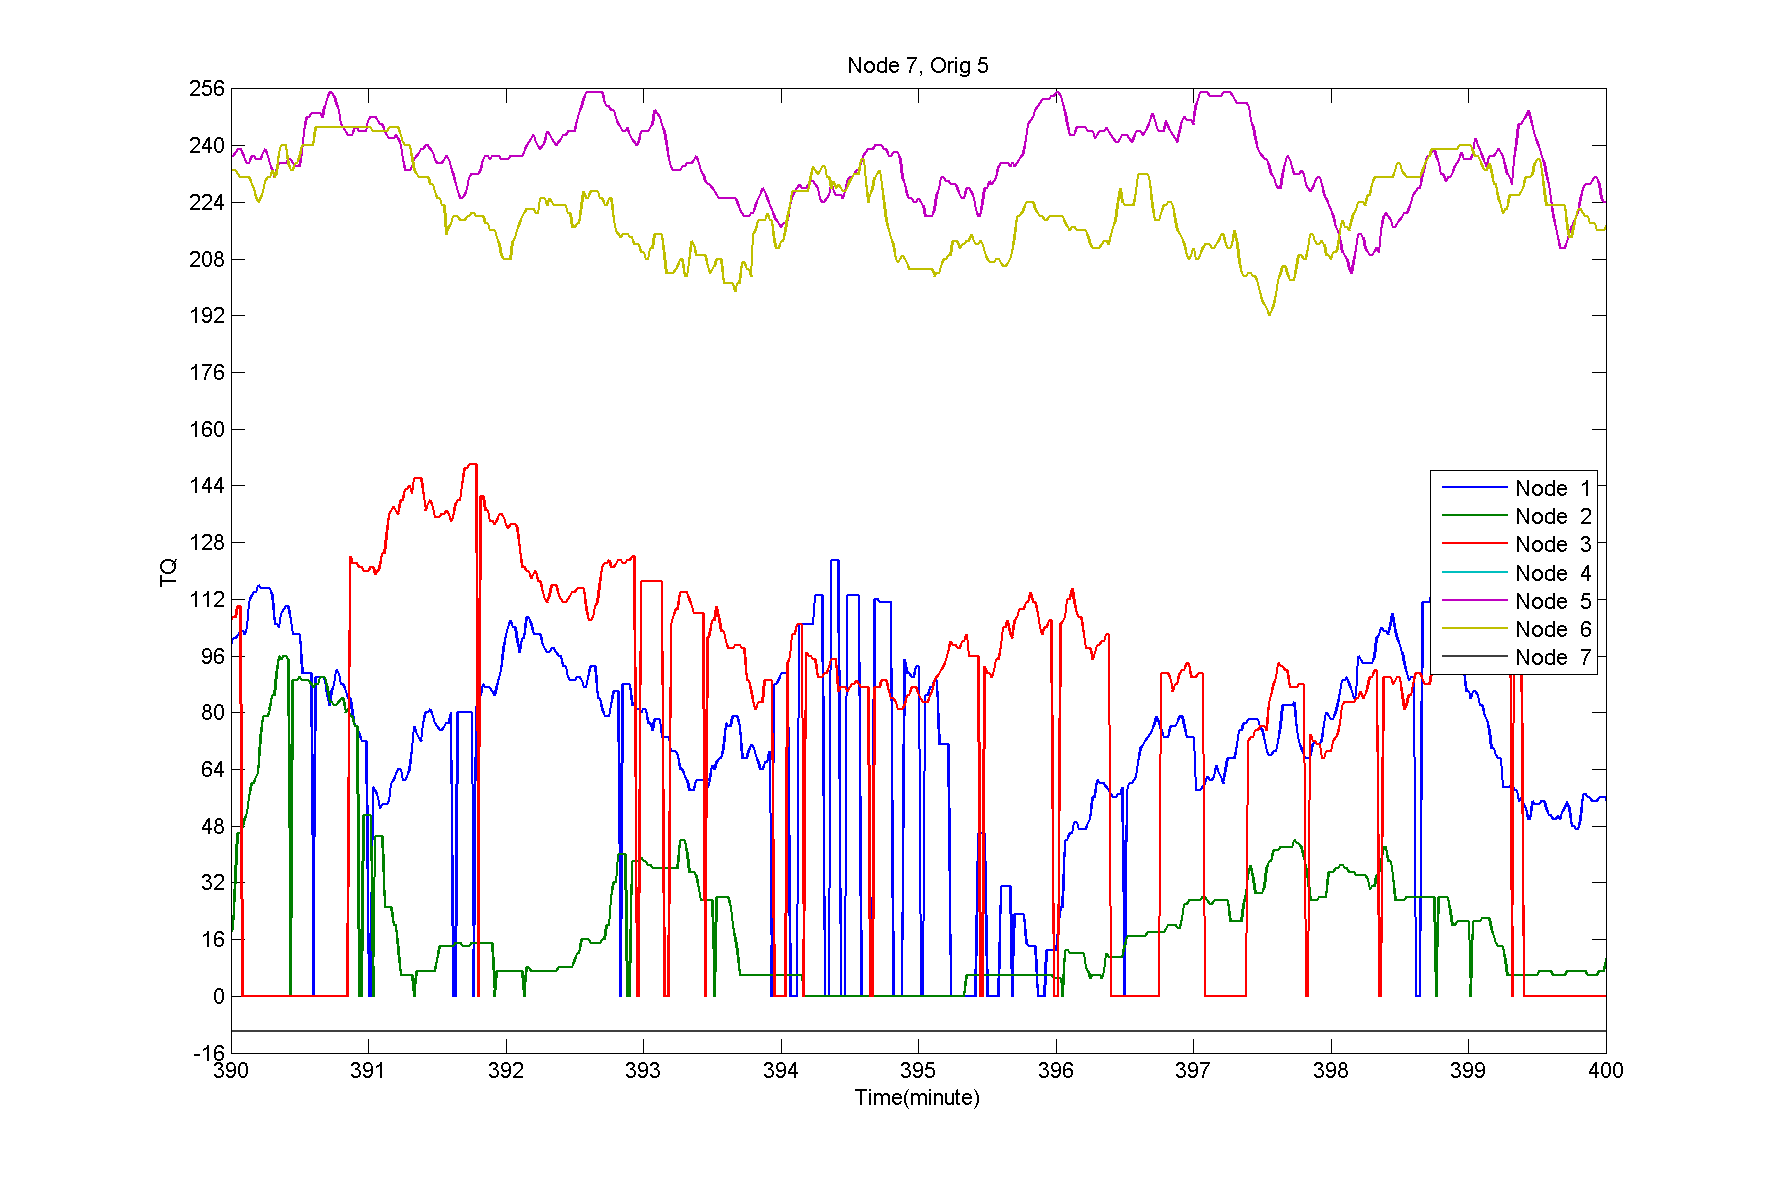 Node 7, Orig 5
256
240
224
208
192
176
160
144
128
112
96
80
64
48
32
16
0
-16
TQ
Node 1
Node 2
Node 3
Node 4
Node 5
Node 6
Node 7
390 391 392 393 394 395 396 397 398 399 400
Time(minute)